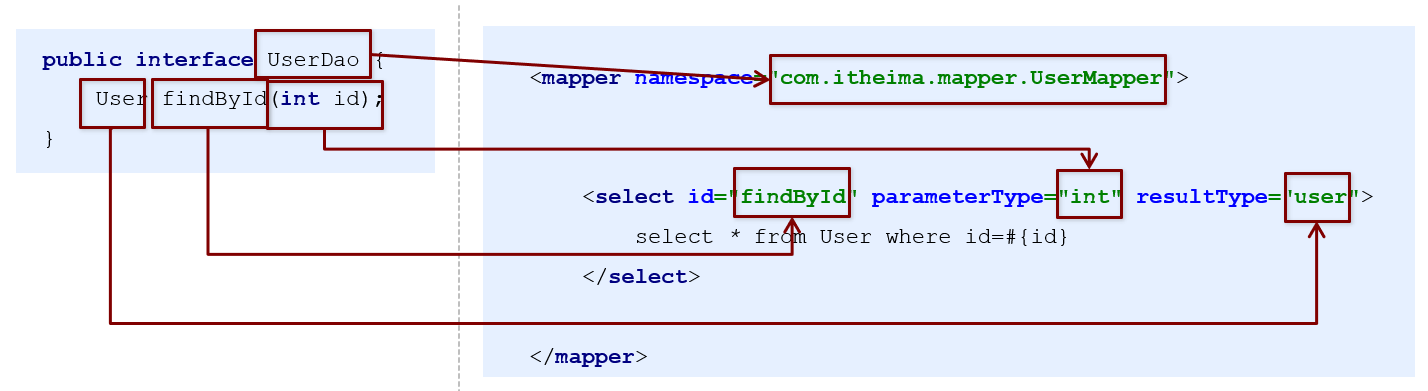 public interface UserDao {
User findById(int id);
}
<mapper namespace="com.itheima.mapper.UserMapper">
<select id="findById" parameterType="int" resultType="user">
select * from User where id=#{id}
</select>
</mapper>